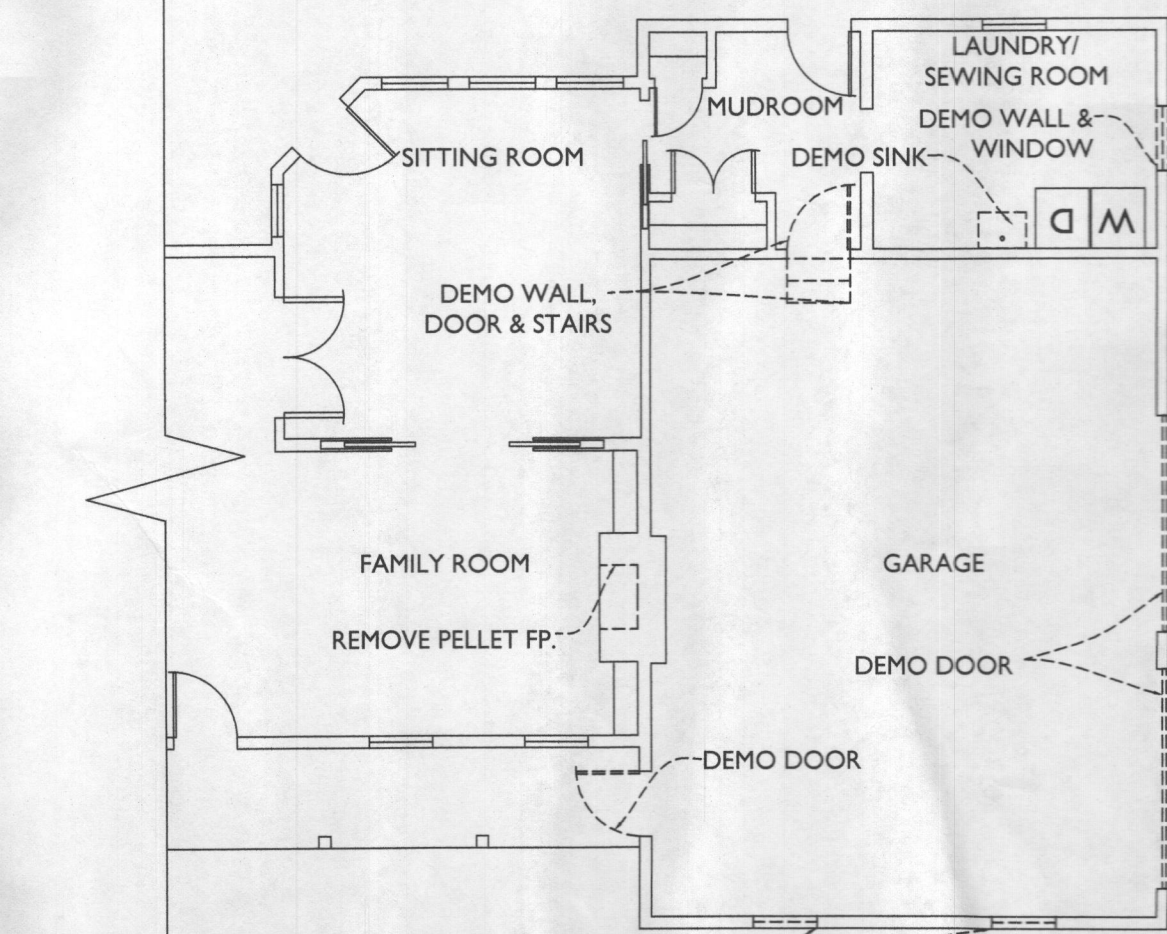 LAUNDRY/
SEWING ROOM
MUDROOM
DEMO WALL &
WINDOW
SITTING ROOM
DEMO SINK
D
W
DEMO WALL,
DOOR & STAIRS
FAMILY ROOM
GARAGE
REMOVE PELLET FP.
DEMO DOOR
DEMO DOOR